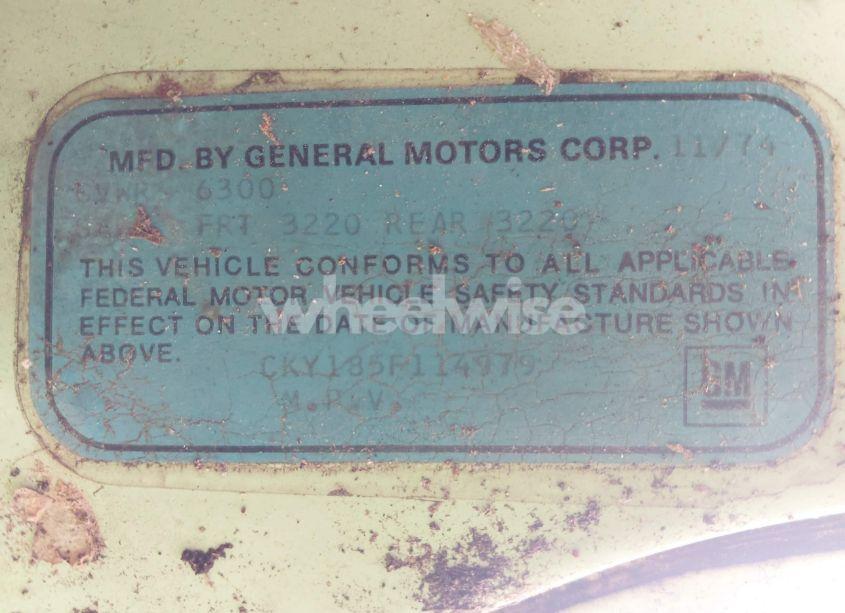 MFD. BY GENERAL MOTORS CORP. 11/74
GVWR 6300
FRT 3220 REAR 3220
THIS VEHICLE CONFORMS TO ALL APPLICABLE
FEDERAL MOTOR VEHICLE SAFETY STANDARDS IN
EFFECT ON THE DATE OF MANUFACTURE SHOWN
ABOVE.
CKY185F114979
M.P.V.
GM
wheelwise